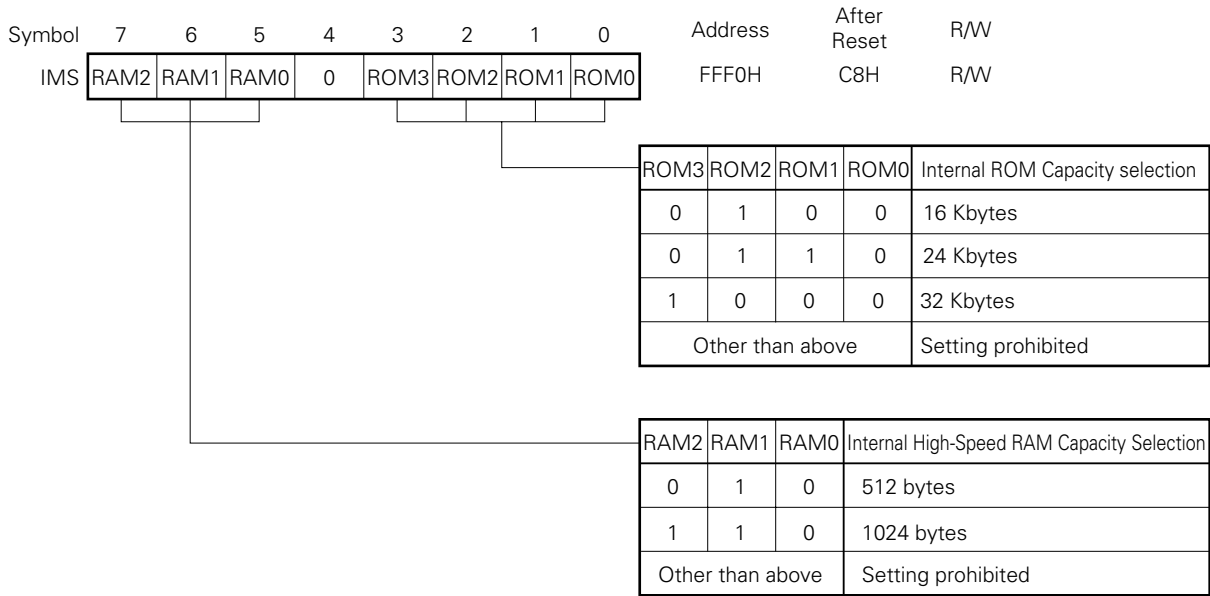 Symbol 7 6 5 4 3 2 1 0 Address After Reset R/W
IMS RAM2 RAM1 RAM0 0 ROM3 ROM2 ROM1 ROM0 FFF0H C8H R/W
ROM3 ROM2 ROM1 ROM0 Internal ROM Capacity selection
0 1 0 0 16 Kbytes
0 1 1 0 24 Kbytes
1 0 0 0 32 Kbytes
Other than above Setting prohibited
RAM2 RAM1 RAM0 Internal High-Speed RAM Capacity Selection
0 1 0 512 bytes
1 1 0 1024 bytes
Other than above Setting prohibited